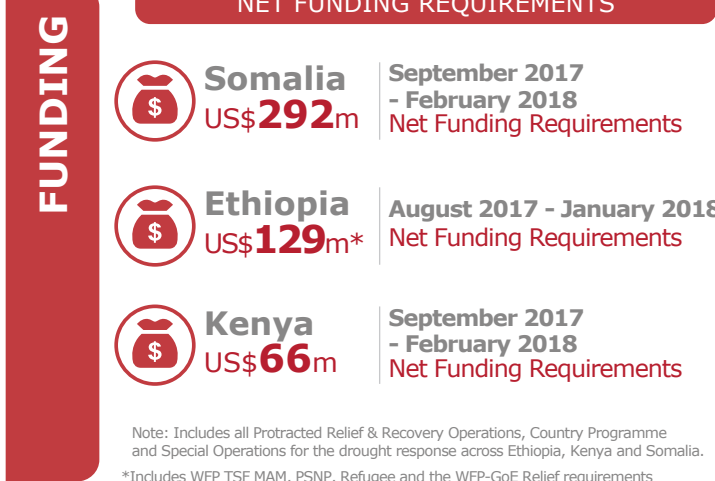 FUNDING
NET FUNDING REQUIREMENTS
Somalia
US$292m
September 2017
- February 2018
Net Funding Requirements
Ethiopia
US$129m*
August 2017 - January 2018
Net Funding Requirements
Kenya
US$66m
September 2017
- February 2018
Net Funding Requirements
Note: Includes all Protracted Relief & Recovery Operations, Country Programme
and Special Operations for the drought response across Ethiopia, Kenya and Somalia.
*Includes WFP TSF MAM, PSNP, Refugee and the WFP-GoE Relief requirements